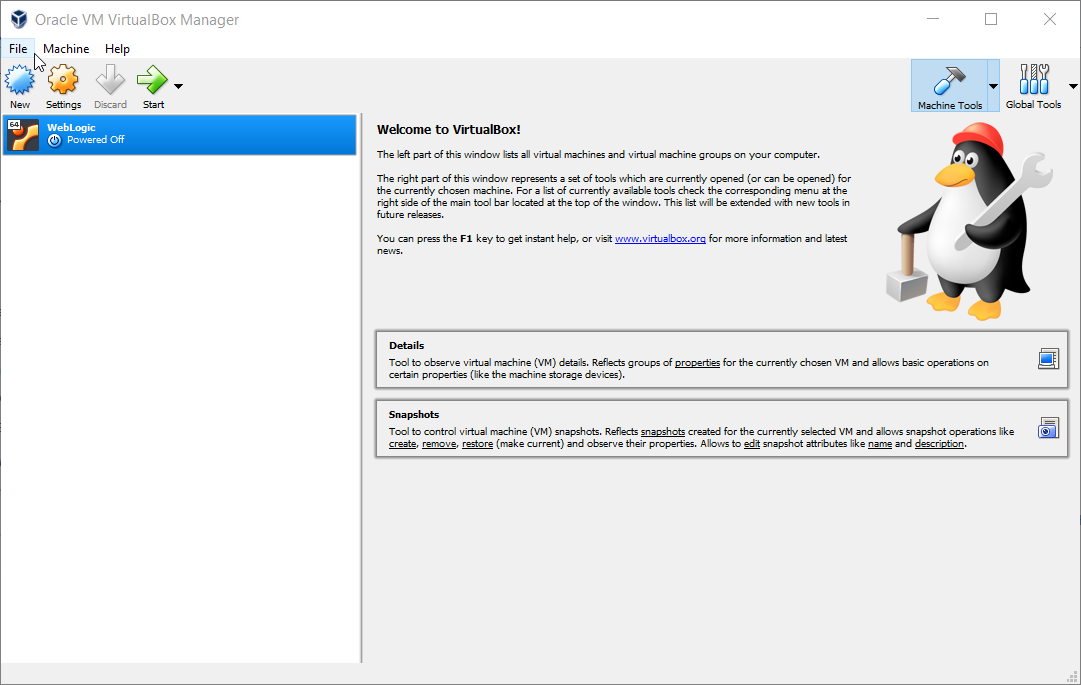 Oracle VM VirtualBox Manager
File Machine Help
New Settings Discard Start Machine Tools Global Tools
64
WebLogic
Powered Off
Welcome to VirtualBox!
The left part of this window lists all virtual machines and virtual machine groups on your computer.
The right part of this window represents a set of tools which are currently opened (or can be opened) for
the currently chosen machine. For a list of currently available tools check the corresponding menu at the
right side of the main tool bar located at the top of the window. This list will be extended with new tools in
future releases.
You can press the F1 key to get instant help, or visit www.virtualbox.org for more information and latest
news.
Details
Tool to observe virtual machine (VM) details. Reflects groups of properties for the currently chosen VM and allows basic operations on
certain properties (like the machine storage devices).
Snapshots
Tool to control virtual machine (VM) snapshots. Reflects snapshots created for the currently selected VM and allows snapshot operations like
create, remove, restore (make current) and observe their properties. Allows to edit snapshot attributes like name and description.